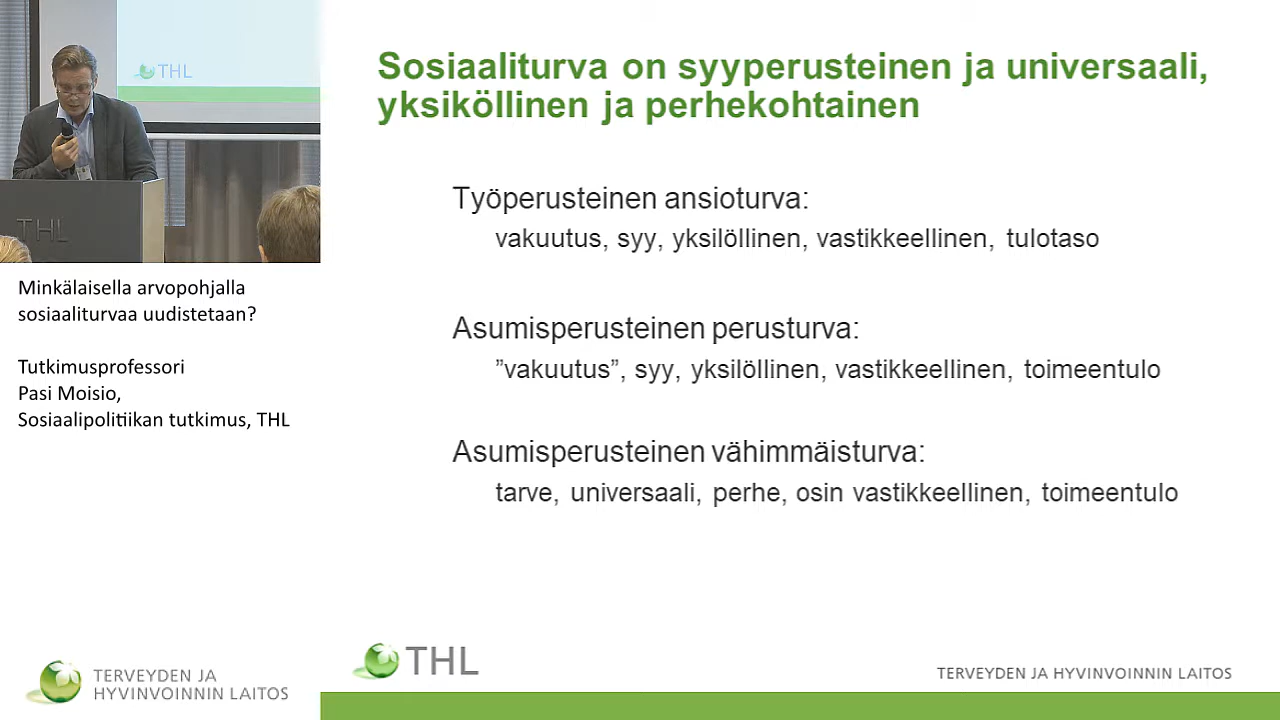 THL
THL
Minkälaisella arvopohjalla
sosiaaliturvaa uudistetaan?
Tutkimusprofessori
Pasi Moisio,
Sosiaalipolitiikan tutkimus, THL
TERVEYDEN JA
HYVINVOINNIN LAITOS
Sosiaaliturva on syyperusteinen ja universaali,
yksiköllinen ja perhekohtainen
Työperusteinen ansioturva:
vakuutus, syy, yksilöllinen, vastikkeellinen, tulotaso
Asumisperusteinen perusturva:
”vakuutus”, syy, yksilöllinen, vastikkeellinen, toimeentulo
Asumisperusteinen vähimmäisturva:
tarve, universaali, perhe, osin vastikkeellinen, toimeentulo
THL
TERVEYDEN JA HYVINVOINNIN LAITOS